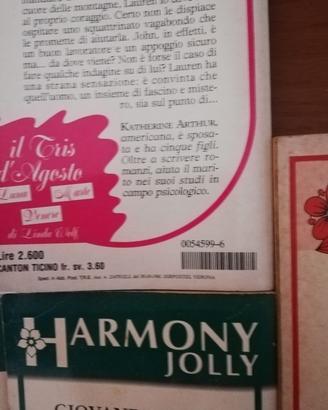 cuore delle montagne, Lauren lo
al proprio coraggio. Certo non le dispiace
ospitare uno squattrinato vagabondo che
le promette di aiutarla. John, in effetti, è
un buon lavoratore e un appoggio sicuro
ma... da dove viene? Non è forse il caso di
fare qualche indagine su di lui? Lauren ha
una strana sensazione: è convinta che
quell'uomo, un insieme di fascino e miste-
ro, sia sul punto di...
KATHERINE ARTHUR,
americana, è sposa-
ta e ha cinque figli.
Oltre a scrivere ro-
manzi, aiuta il mari-
to nei suoi studi in
campo psicologico.
il Tris
d'Agosto
Luna
Venere
di Linda Wolf
Lire 2.600
CANTON TICINO fr. sv. 3.60
0054599-6
HARMONY
JOLLY